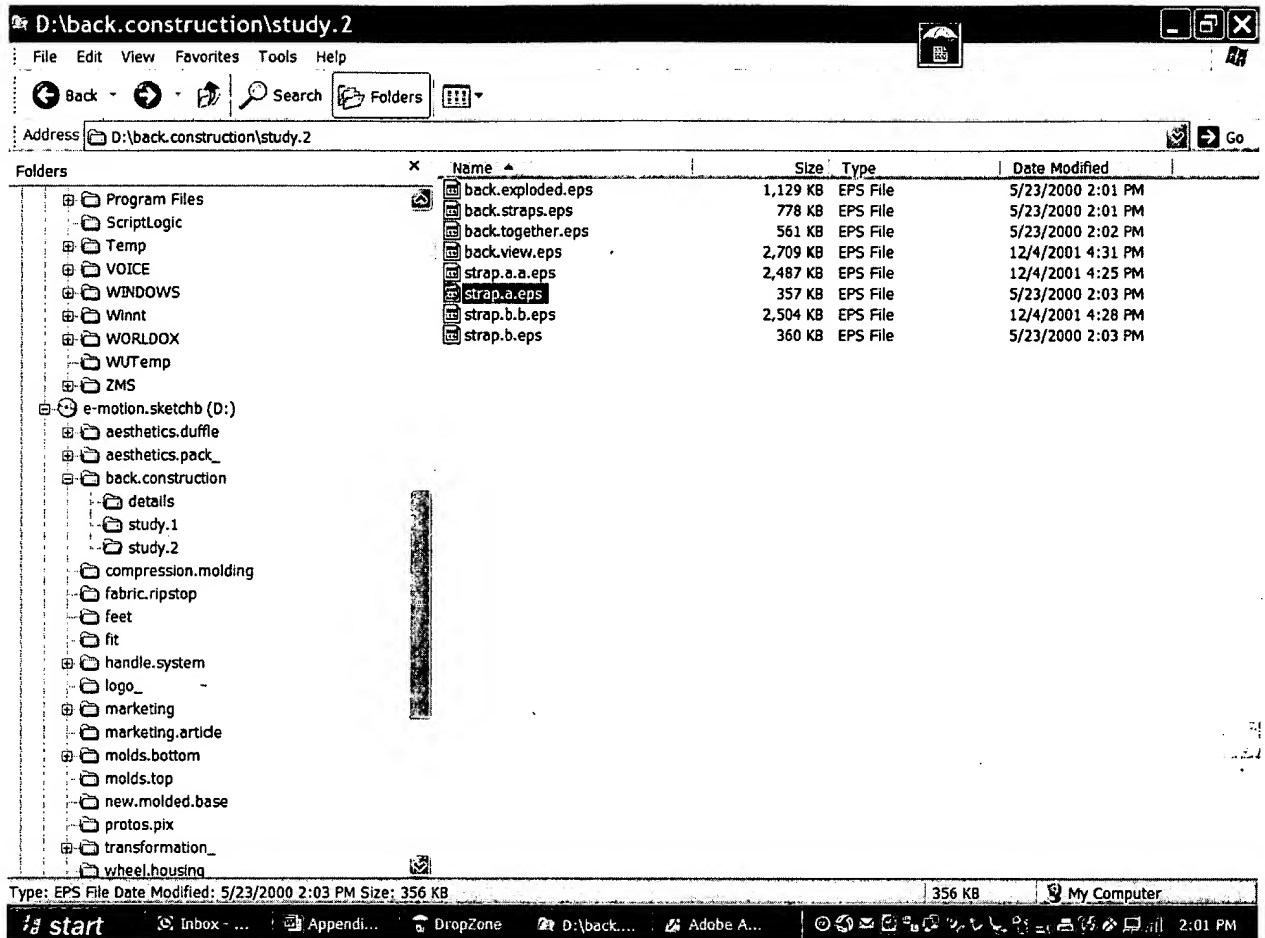 D:\back.construction\study.2
File Edit View Favorites Tools Help
Back Search Folders
Address D:\back.construction\study.2 Go
Folders × Name Size Type Date Modified
Program Files
ScriptLogic
Temp
VOICE
WINDOWS
Winnt
WORLDOX
WUTemp
ZMS
e-motion.sketchb (D:)
aesthetics.duffle
aesthetics.pack_
back.construction
details
study.1
study.2
compression.molding
fabric.ripstop
feet
fit
handle.system
logo_
marketing
marketing.article
molds.bottom
molds.top
new.molded.base
protos.pix
transformation_
wheel.housing
back.exploded.eps 1,129 KB EPS File 5/23/2000 2:01 PM
back.straps.eps 778 KB EPS File 5/23/2000 2:01 PM
back.together.eps 561 KB EPS File 5/23/2000 2:02 PM
back.view.eps 2,709 KB EPS File 12/4/2001 4:31 PM
strap.a.a.eps 2,487 KB EPS File 12/4/2001 4:25 PM
strap.a.eps 357 KB EPS File 5/23/2000 2:03 PM
strap.b.b.eps 2,504 KB EPS File 12/4/2001 4:28 PM
strap.b.eps 360 KB EPS File 5/23/2000 2:03 PM
Type: EPS File Date Modified: 5/23/2000 2:03 PM Size: 356 KB 356 KB My Computer
start Inbox - ... Appendi... DropZone D:\back.... Adobe A... 2:01 PM